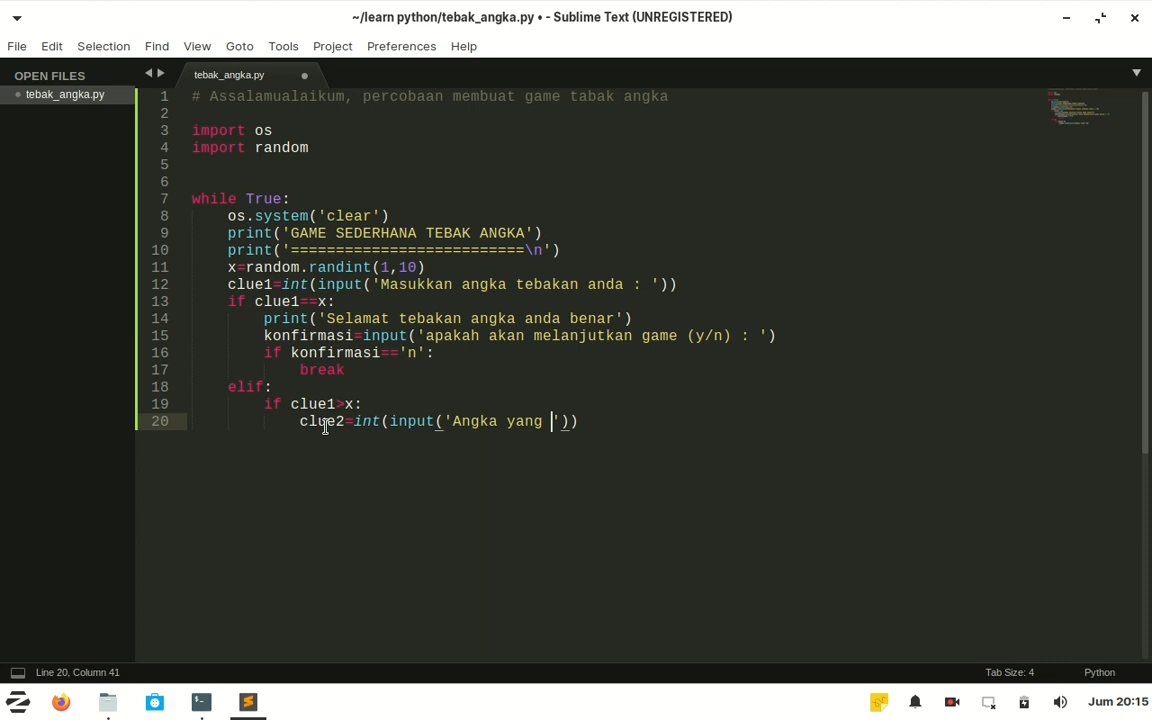 ~/learn python/tebak_angka.py • - Sublime Text (UNREGISTERED)
File Edit Selection Find View Goto Tools Project Preferences Help
OPEN FILES
tebak_angka.py
tebak_angka.py
1 # Assalamualaikum, percobaan membuat game tabak angka
2
3 import os
4 import random
5
6
7 while True:
8 os.system('clear')
9 print('GAME SEDERHANA TEBAK ANGKA')
10 print('==========================\n')
11 x=random.randint(1,10)
12 clue1=int(input('Masukkan angka tebakan anda : '))
13 if clue1==x:
14 print('Selamat tebakan angka anda benar')
15 konfirmasi=input('apakah akan melanjutkan game (y/n) : ')
16 if konfirmasi=='n':
17 break
18 elif:
19 if clue1>x:
20 clue2=int(input('Angka yang '))
Line 20, Column 41
Tab Size: 4
Python
Jum 20:15